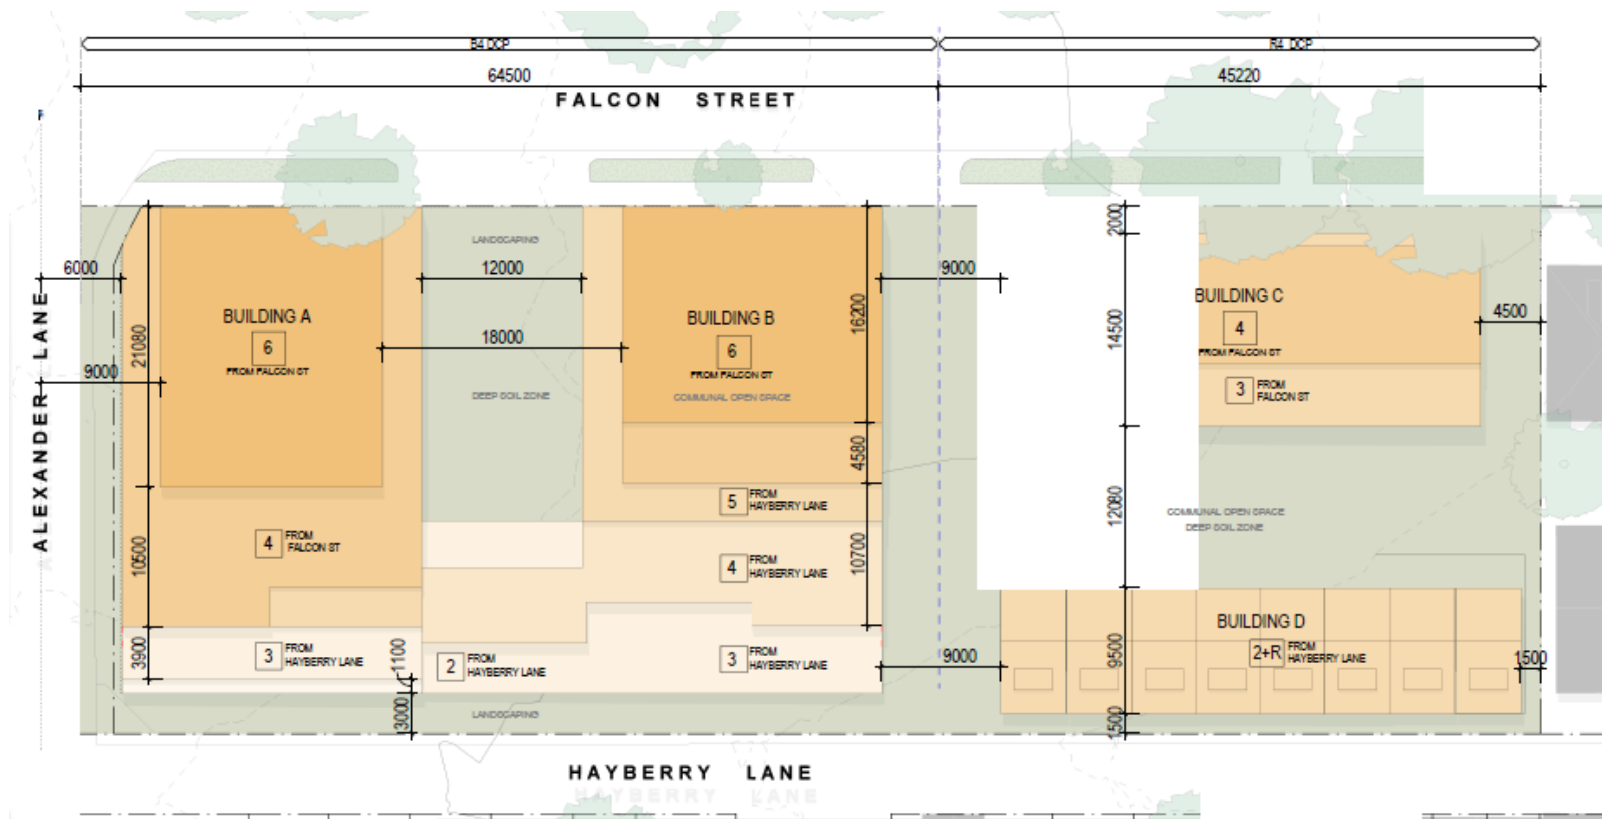 B4 DCP
R4 DCP
64500
45220
FALCON STREET
LANDSCAPING
2000
6000
12000
9000
BUILDING A
6
FROM FALCON ST
BUILDING B
6
FROM FALCON ST
BUILDING C
4
FROM FALCON ST
4500
21080
18000
16200
14500
9000
ALEXANDER LANE
DEEP SOIL ZONE
COMMUNAL OPEN SPACE
3
FROM
FALCON ST
4580
5
FROM
HAYBERRY LANE
12080
COMMUNAL OPEN SPACE
DEEP SOIL ZONE
10500
4
FROM
FALCON ST
4
FROM
HAYBERRY LANE
10700
3900
3
FROM
HAYBERRY LANE
1100
2
FROM
HAYBERRY LANE
3
FROM
HAYBERRY LANE
9000
BUILDING D
2+R
FROM
HAYBERRY LANE
9500
1500
3000
LANDSCAPING
1500
HAYBERRY LANE
HAYBERRY LANE